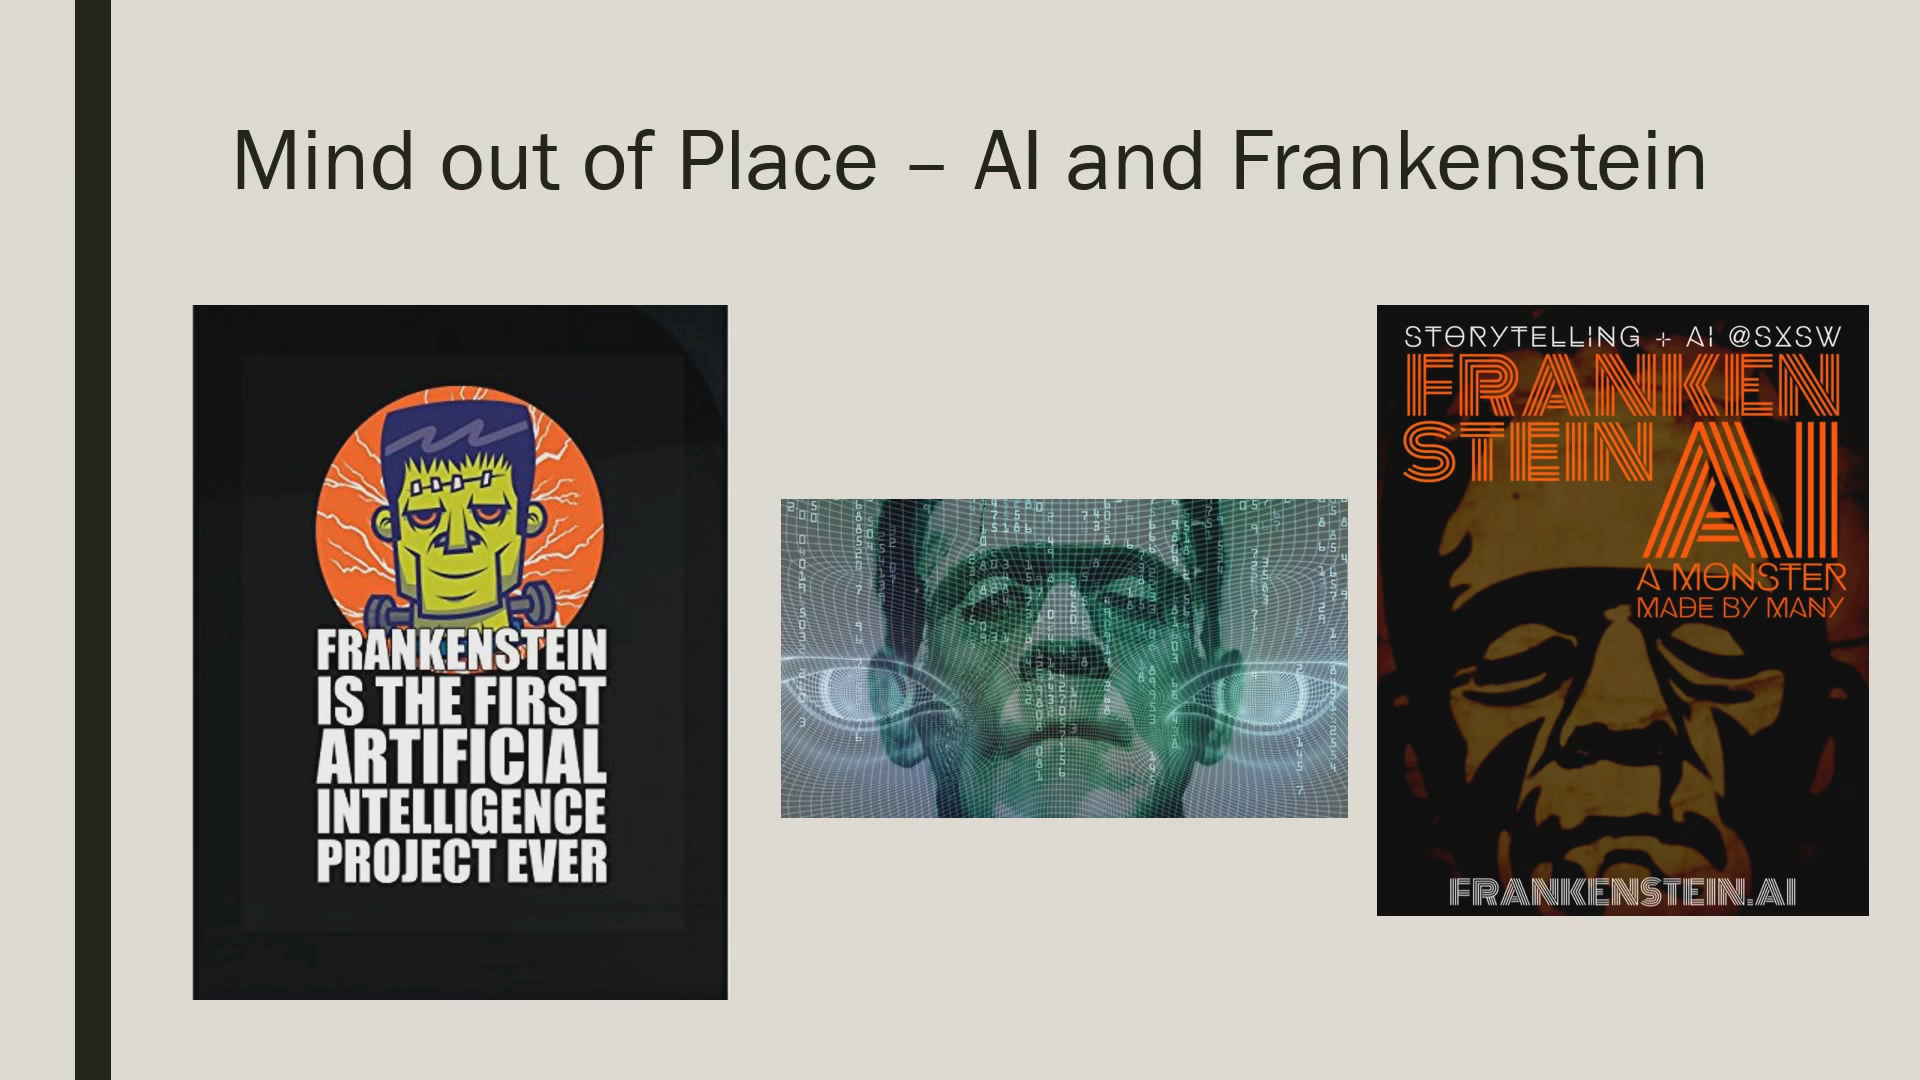 Mind out of Place – AI and Frankenstein
FRANKENSTEIN
IS THE FIRST
ARTIFICIAL
INTELLIGENCE
PROJECT EVER
STORYTELLING + AI @SXSW
FRANKEN
STEIN AI
A MONSTER
MADE BY MANY
FRANKENSTEIN.AI